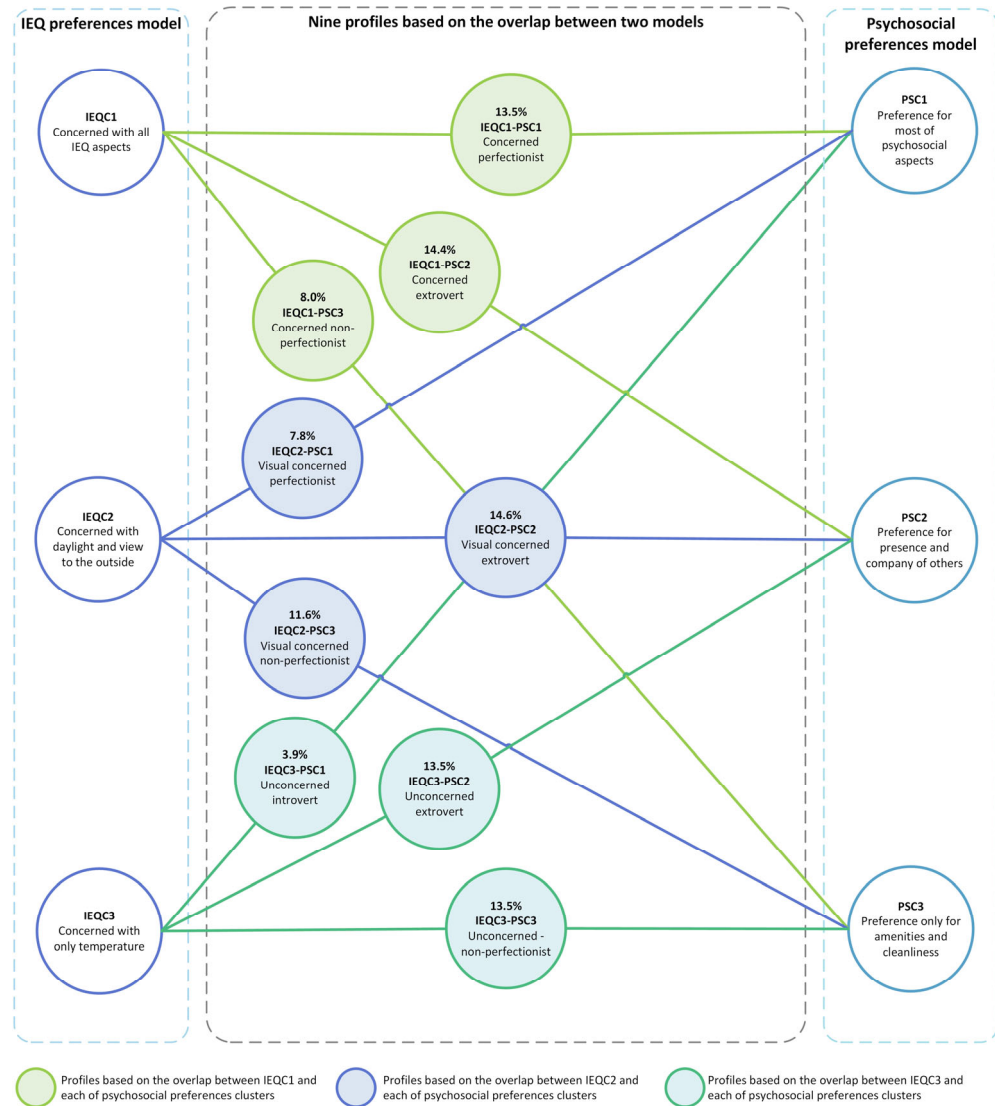 IEQ preferences model
Nine profiles based on the overlap between two models
Psychosocial
preferences model
IEQC1
Concerned with all
IEQ aspects
13.5%
IEQC1-PSC1
Concerned
perfectionist
PSC1
Preference for
most of
psychosocial
aspects
14.4%
IEQC1-PSC2
Concerned
extrovert
8.0%
IEQC1-PSC3
Concerned non-
perfectionist
7.8%
IEQC2-PSC1
Visual concerned
perfectionist
IEQC2
Concerned with
daylight and view
to the outside
14.6%
IEQC2-PSC2
Visual concerned
extrovert
PSC2
Preference for
presence and
company of others
11.6%
IEQC2-PSC3
Visual concerned
non-perfectionist
3.9%
IEQC3-PSC1
Unconcerned
introvert
13.5%
IEQC3-PSC2
Unconcerned
extrovert
IEQC3
Concerned with
only temperature
13.5%
IEQC3-PSC3
Unconcerned -
non-perfectionist
PSC3
Preference only for
amenities and
cleanliness
Profiles based on the overlap between IEQC1 and
each of psychosocial preferences clusters
Profiles based on the overlap between IEQC2 and
each of psychosocial preferences clusters
Profiles based on the overlap between IEQC3 and
each of psychosocial preferences clusters